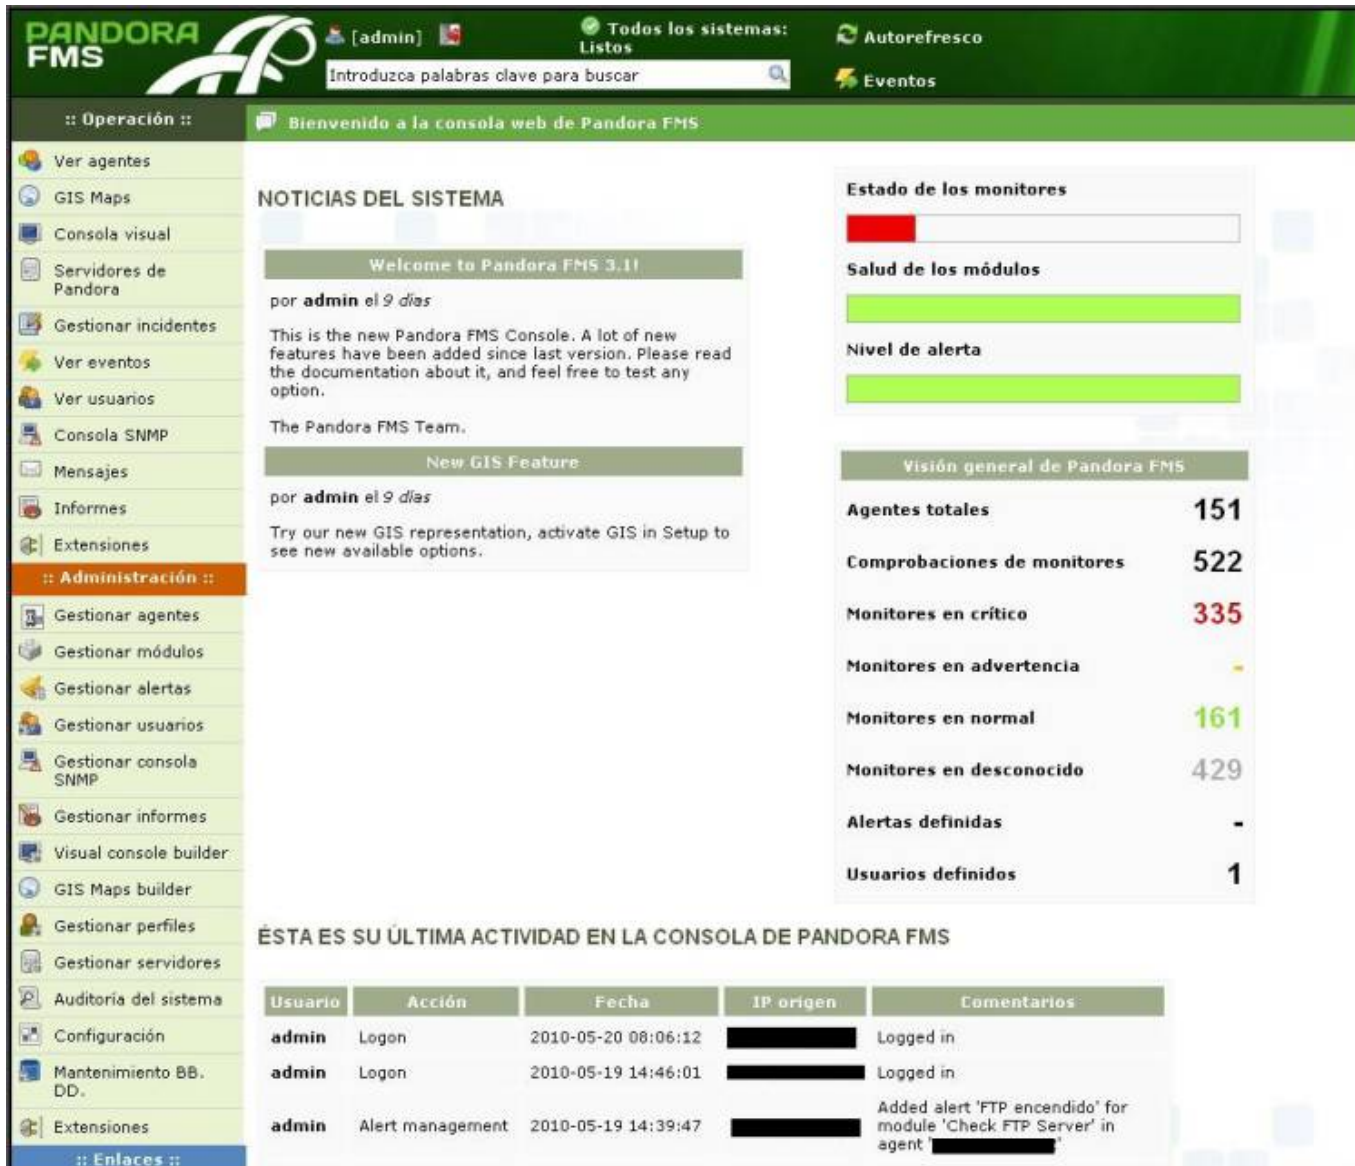 PANDORA
FMS
[admin]
Todos los sistemas:
Listos
Autorefresco
Introduzca palabras clave para buscar
Eventos
:: Operación ::
Bienvenido a la consola web de Pandora FMS
Ver agentes
GIS Maps
Consola visual
Servidores de
Pandora
Gestionar incidentes
Ver eventos
Ver usuarios
Consola SNMP
Mensajes
Informes
Extensiones
:: Administración ::
Gestionar agentes
Gestionar módulos
Gestionar alertas
Gestionar usuarios
Gestionar consola
SNMP
Gestionar informes
Visual console builder
GIS Maps builder
Gestionar perfiles
Gestionar servidores
Auditoría del sistema
Configuración
Mantenimiento BB.
DD.
Extensiones
:: Enlaces ::
NOTICIAS DEL SISTEMA
Welcome to Pandora FMS 3.1!
por admin el 9 días
This is the new Pandora FMS Console. A lot of new
features have been added since last version. Please read
the documentation about it, and feel free to test any
option.
The Pandora FMS Team.
New GIS Feature
por admin el 9 días
Try our new GIS representation, activate GIS in Setup to
see new available options.
Estado de los monitores
Salud de los módulos
Nivel de alerta
Visión general de Pandora FMS
Agentes totales 151
Comprobaciones de monitores 522
Monitores en crítico 335
Monitores en advertencia -
Monitores en normal 161
Monitores en desconocido 429
Alertas definidas -
Usuarios definidos 1
ÉSTA ES SU ÚLTIMA ACTIVIDAD EN LA CONSOLA DE PANDORA FMS
Usuario Acción Fecha IP origen Comentarios
admin Logon 2010-05-20 08:06:12 Logged in
admin Logon 2010-05-19 14:46:01 Logged in
admin Alert management 2010-05-19 14:39:47 Added alert 'FTP encendido' for
module 'Check FTP Server' in
agent ' '